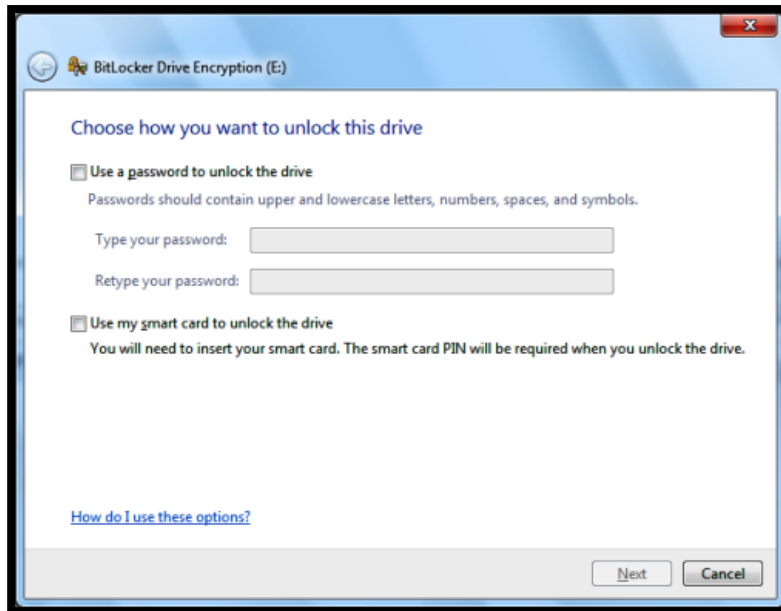 BitLocker Drive Encryption (E:)
Choose how you want to unlock this drive
Use a password to unlock the drive
Passwords should contain upper and lowercase letters, numbers, spaces, and symbols.
Type your password:
Retype your password:
Use my smart card to unlock the drive
You will need to insert your smart card. The smart card PIN will be required when you unlock the drive.
How do I use these options?
Next
Cancel